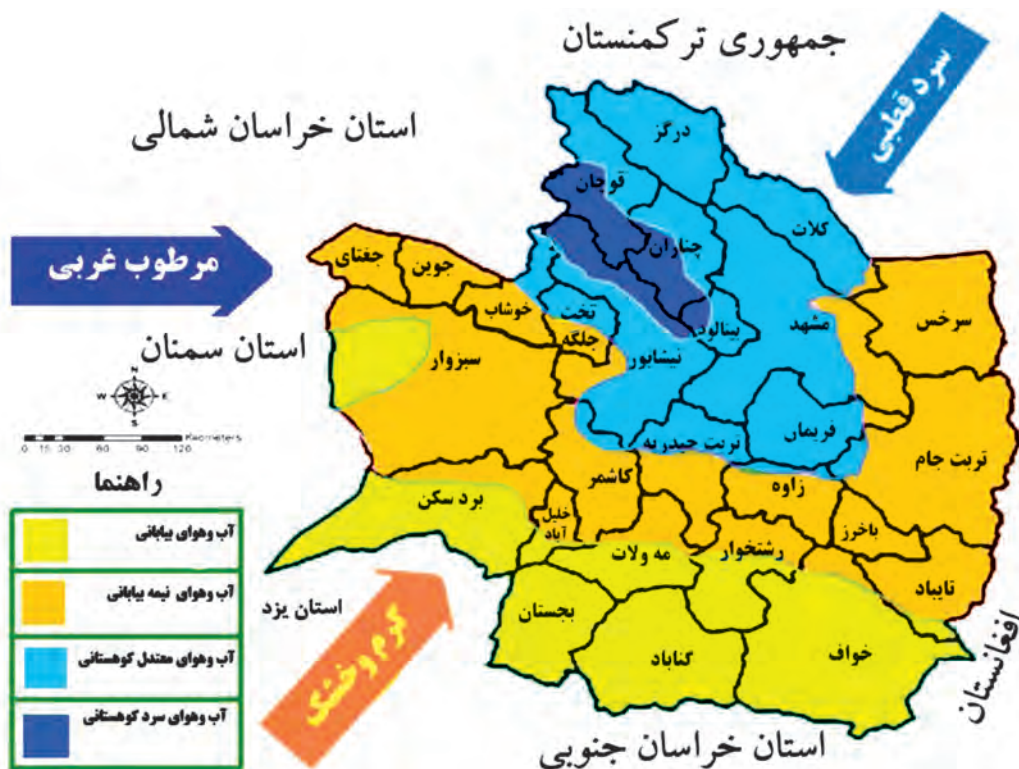 جمهوری ترکمنستان
سرد قطبی
استان خراسان شمالی
درگز
قوچان
کلات
چناران
مرطوب غربی
جغتای
جوین
خوشاب
تخت
جلگه
بینالود
مشهد
سرخس
نیشابور
استان سمنان
سبزوار
N
W
E
S
Kilometers
0 15 30 60 90 120
فریمان
تربت حیدریه
تربت جام
کاشمر
زاوه
راهنما
برد سکن
خلیل
آباد
باخرز
رشتخوار
مه ولات
تایباد
آب وهوای بیابانی
آب وهوای نیمه بیابانی
آب وهوای معتدل کوهستانی
آب وهوای سرد کوهستانی
استان یزد
گرم وخشک
بجستان
گناباد
خواف
افغانستان
استان خراسان جنوبی